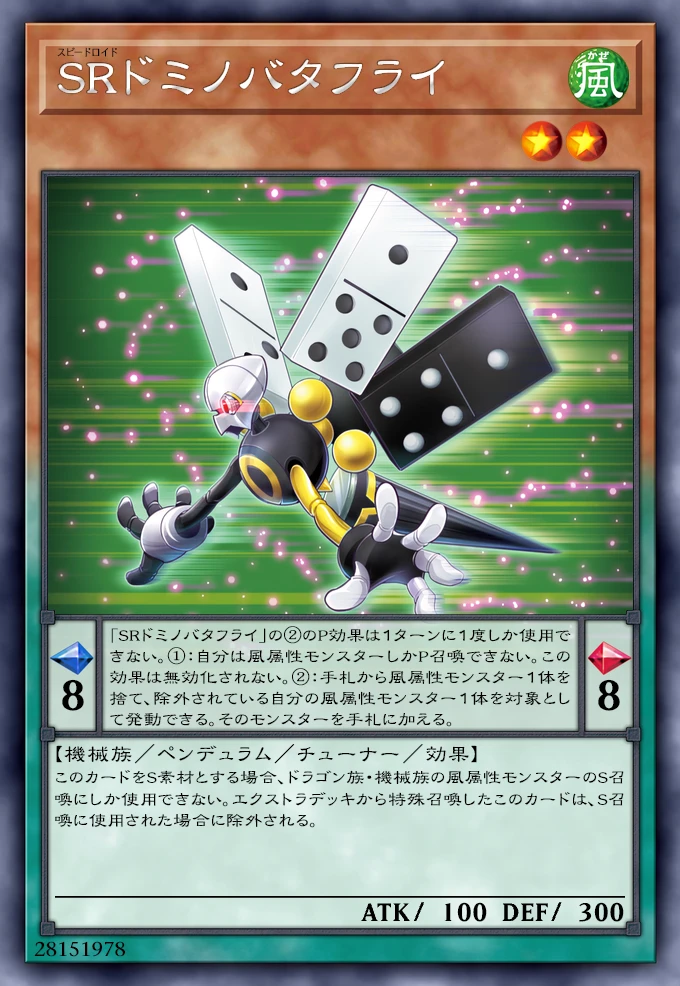 スピードロイド
SRドミノバタフライ
かぜ
風
「SRドミノバタフライ」の②のP効果は1ターンに1度しか使用で
きない。①：自分は風属性モンスターしかP召喚できない。この
効果は無効化されない。②：手札から風属性モンスター1体を
捨て、除外されている自分の風属性モンスター1体を対象とし
て発動できる。そのモンスターを手札に加える。
8
8
【機械族／ペンデュラム／チューナー／効果】
このカードをS素材とする場合、ドラゴン族・機械族の風属性モンスターのS召
喚にしか使用できない。エクストラデッキから特殊召喚したこのカードは、S召
喚に使用された場合に除外される。
ATK/ 100 DEF/ 300
28151978